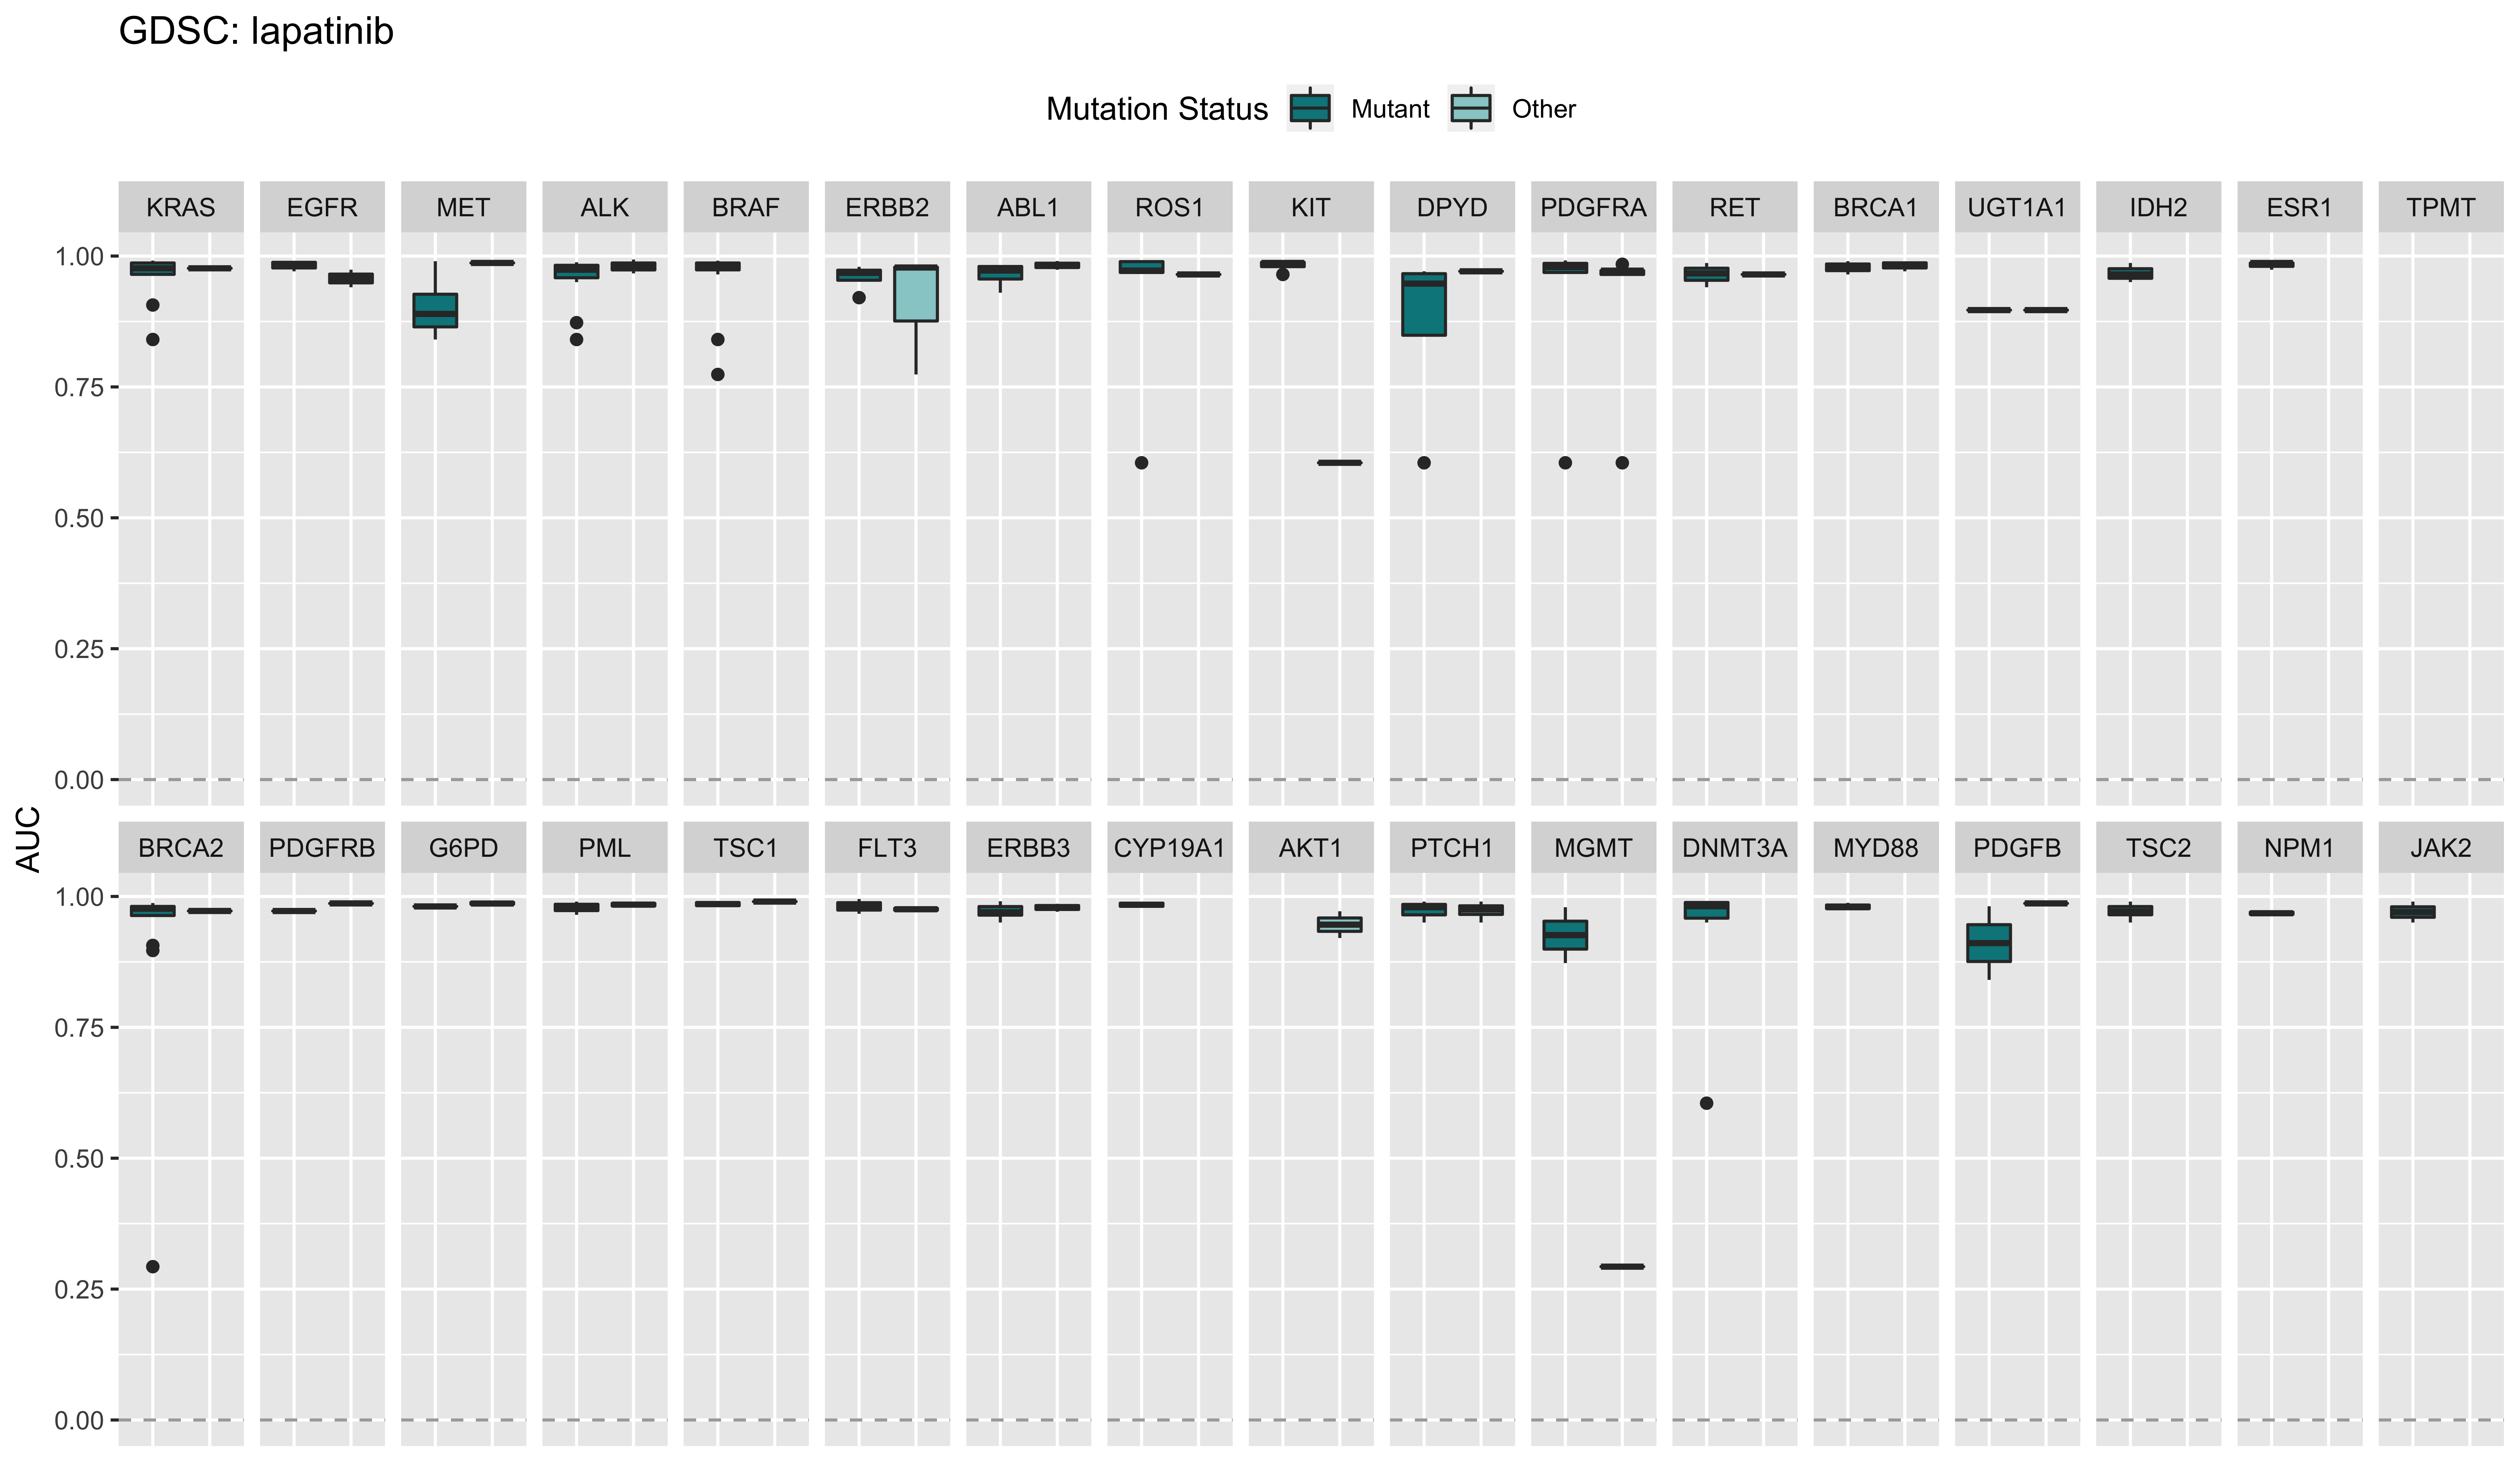 GDSC: lapatinib
Mutation Status Mutant Other
KRAS EGFR MET ALK BRAF ERBB2 ABL1 ROS1 KIT DPYD PDGFRA RET BRCA1 UGT1A1 IDH2 ESR1 TPMT
1.00
0.75
0.50
0.25
0.00
AUC
BRCA2 PDGFRB G6PD PML TSC1 FLT3 ERBB3 CYP19A1 AKT1 PTCH1 MGMT DNMT3A MYD88 PDGFB TSC2 NPM1 JAK2
1.00
0.75
0.50
0.25
0.00